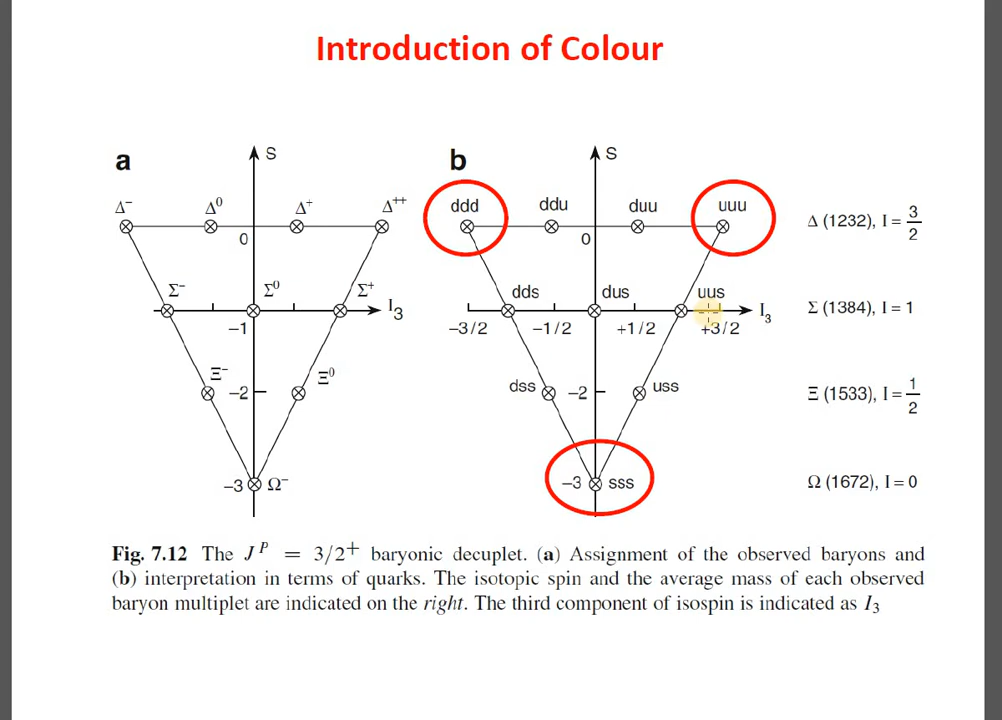 Introduction of Colour
a
S
Δ⁻ Δ⁰ Δ⁺ Δ⁺⁺
0
Σ⁻ Σ⁰ Σ⁺
I₃
−1
Ξ⁻ Ξ⁰
−2
−3 Ω⁻
b
S
ddd ddu duu uuu
0
dds dus uus
I₃
−3/2 −1/2 +1/2 +3/2
dss −2 uss
−3 sss
Δ (1232), I = 3/2
Σ (1384), I = 1
Ξ (1533), I = 1/2
Ω (1672), I = 0
Fig. 7.12 The J^P = 3/2⁺ baryonic decuplet. (a) Assignment of the observed baryons and
(b) interpretation in terms of quarks. The isotopic spin and the average mass of each observed
baryon multiplet are indicated on the right. The third component of isospin is indicated as I₃